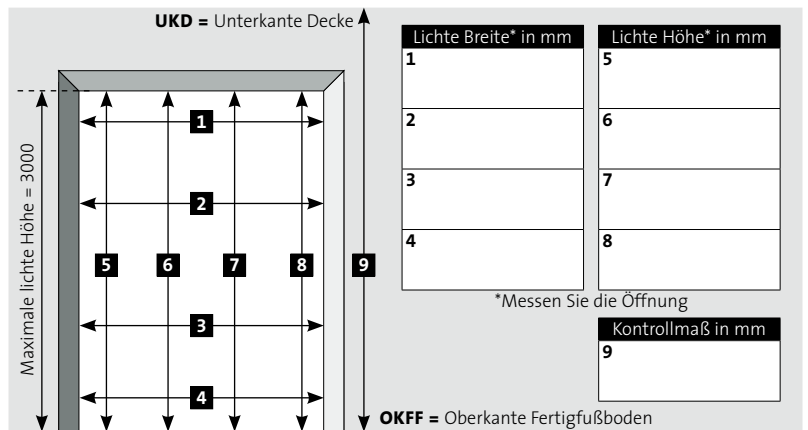 UKD = Unterkante Decke
Maximale lichte Höhe = 3000
1
2
5 6 7 8 9
3
4
OKFF = Oberkante Fertigfußboden
Lichte Breite* in mm
1
2
3
4
Lichte Höhe* in mm
5
6
7
8
*Messen Sie die Öffnung
Kontrollmaß in mm
9